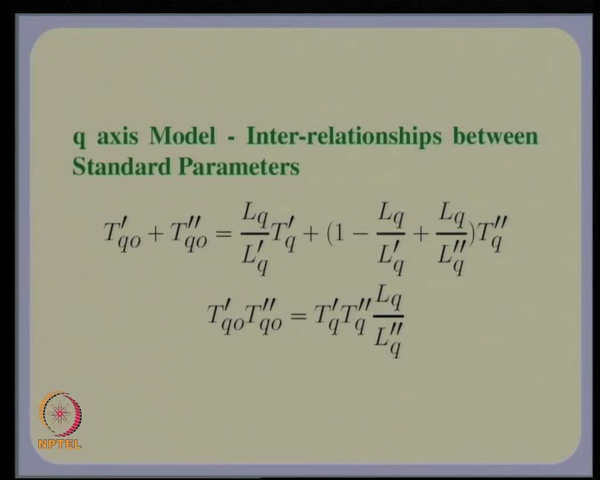 q axis Model - Inter-relationships between
Standard Parameters
T′qo + T″qo = Lq/L′q T′q + (1 − Lq/L′q + Lq/L″q)T″q
T′qoT″qo = T′qT″q Lq/L″q
NPTEL